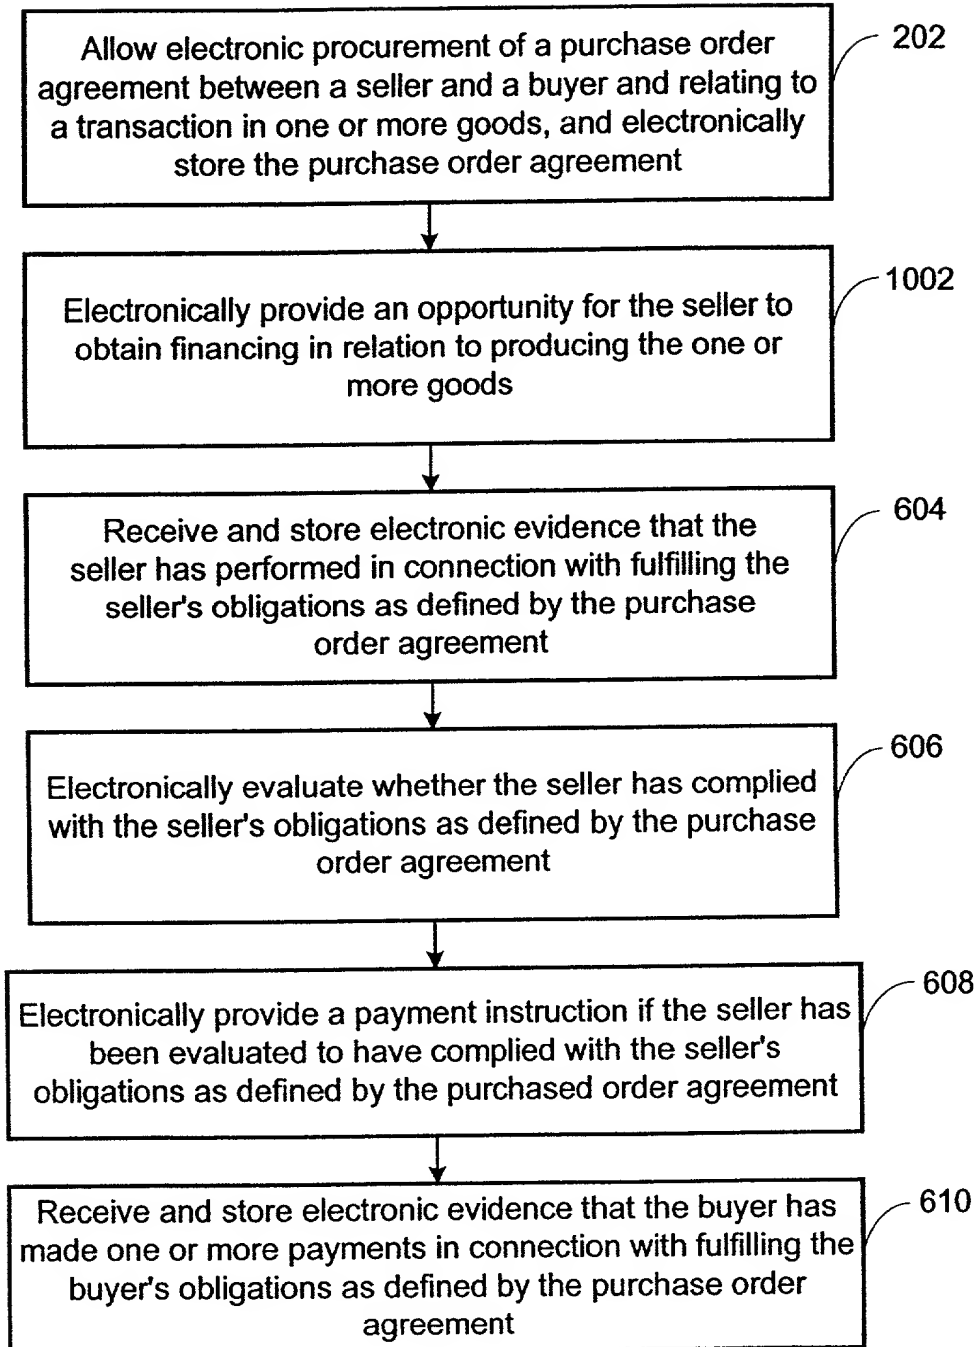 Allow electronic procurement of a purchase order
agreement between a seller and a buyer and relating to
a transaction in one or more goods, and electronically
store the purchase order agreement
202
Electronically provide an opportunity for the seller to
obtain financing in relation to producing the one or
more goods
1002
Receive and store electronic evidence that the
seller has performed in connection with fulfilling the
seller's obligations as defined by the purchase
order agreement
604
Electronically evaluate whether the seller has complied
with the seller's obligations as defined by the purchase
order agreement
606
Electronically provide a payment instruction if the seller has
been evaluated to have complied with the seller's
obligations as defined by the purchased order agreement
608
Receive and store electronic evidence that the buyer has
made one or more payments in connection with fulfilling the
buyer's obligations as defined by the purchase order
agreement
610